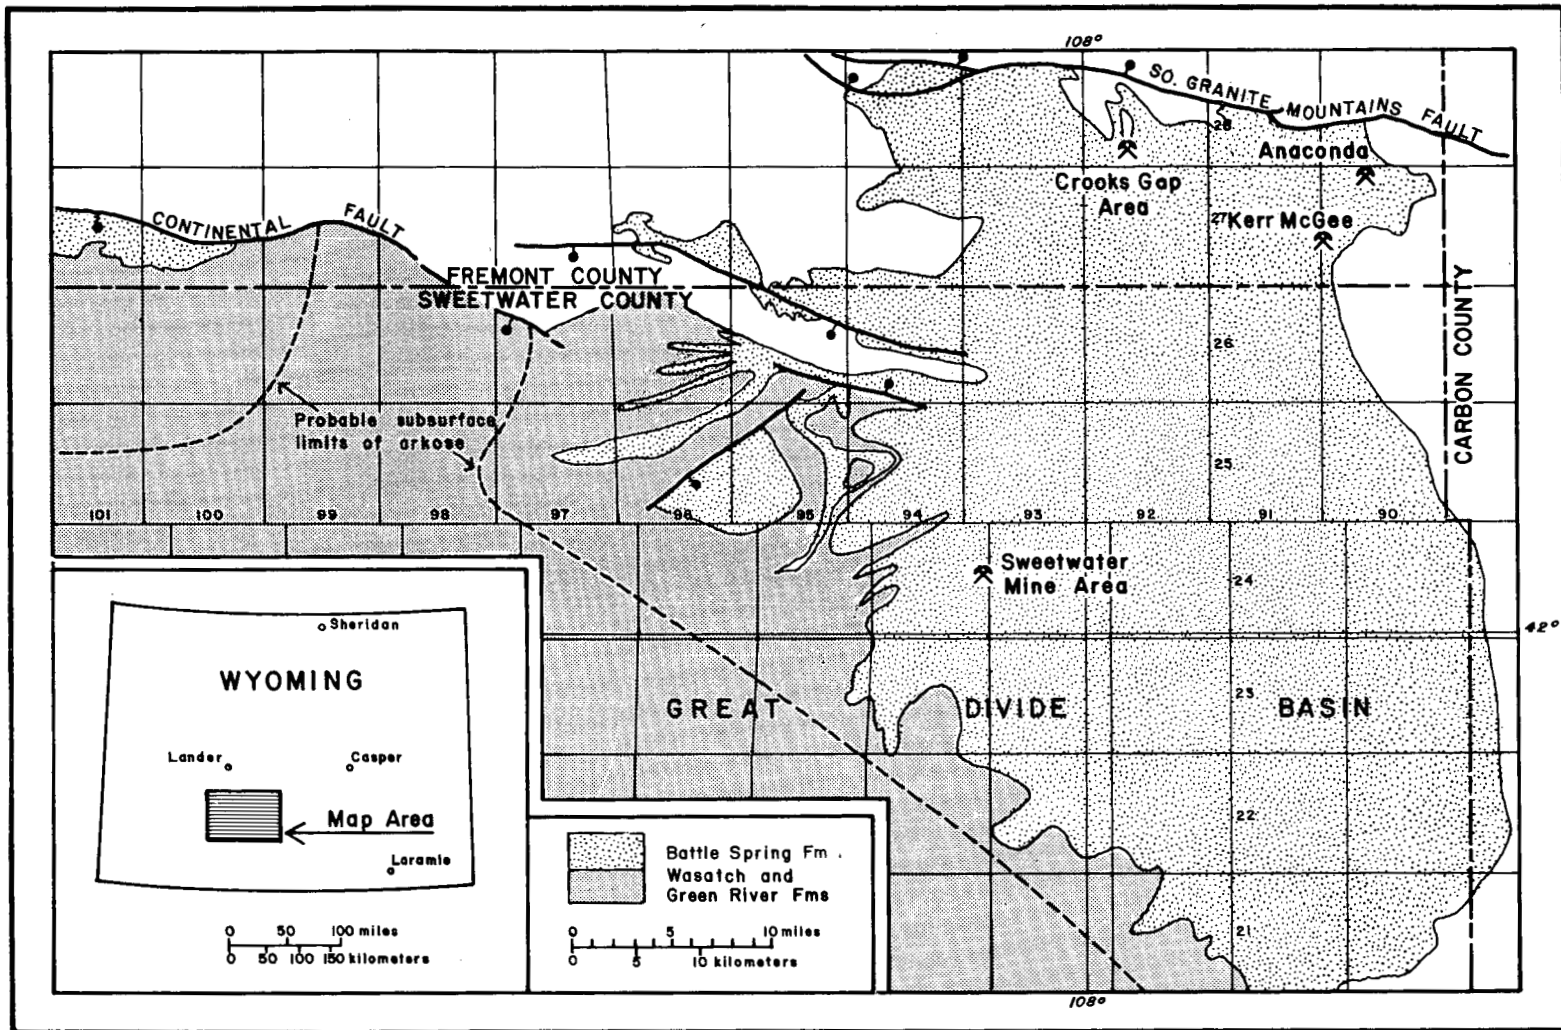 108°
SO. GRANITE MOUNTAINS FAULT
28
Anaconda
Crooks Gap
Area
27
Kerr McGee
CONTINENTAL FAULT
FREMONT COUNTY
SWEETWATER COUNTY
CARBON COUNTY
26
Probable subsurface
limits of arkose
25
101 100 99 98 97 96 95 94 93 92 91 90
Sweetwater
Mine Area
24
42°
23
GREAT DIVIDE BASIN
22
21
108°
Sheridan
WYOMING
Lander
Casper
Map Area
Laramie
0 50 100 miles
0 50 100 150 kilometers
Battle Spring Fm.
Wasatch and
Green River Fms
0 5 10 miles
0 5 10 kilometers